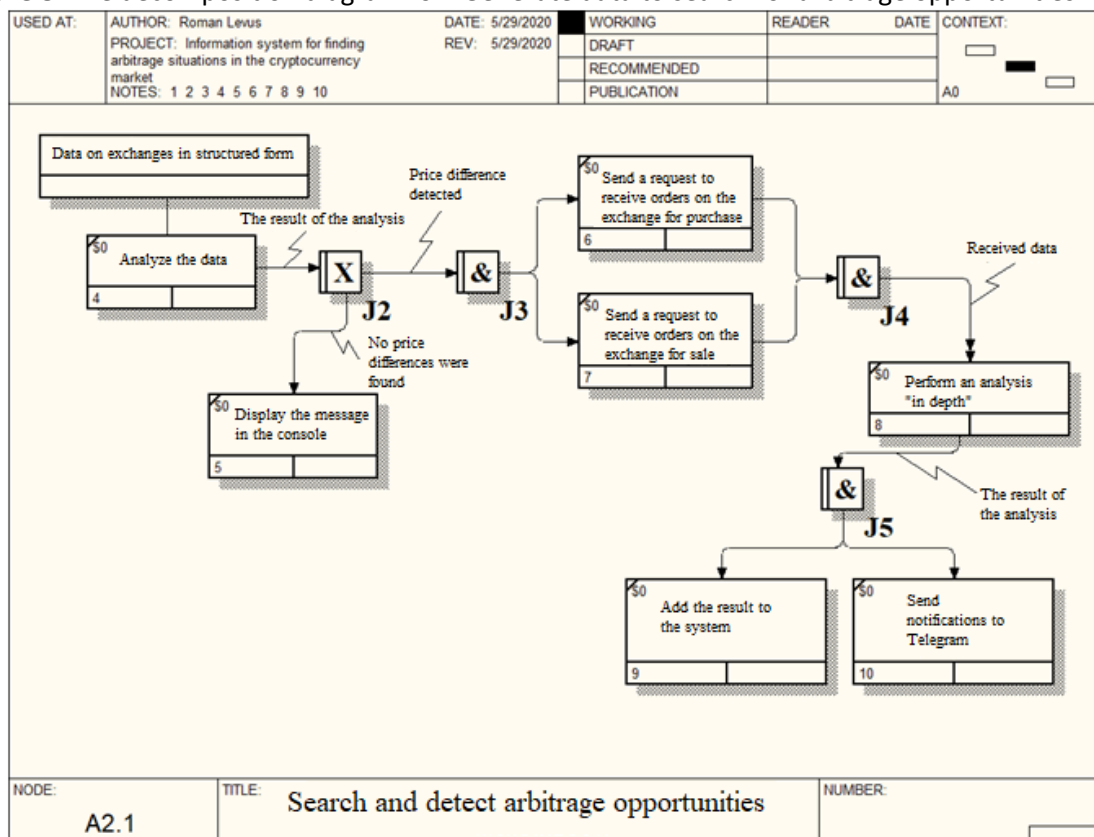 USED AT:
AUTHOR: Roman Levus
DATE: 5/29/2020
PROJECT: Information system for finding
arbitrage situations in the cryptocurrency
market
REV: 5/29/2020
NOTES: 1 2 3 4 5 6 7 8 9 10
WORKING
DRAFT
RECOMMENDED
PUBLICATION
READER DATE
CONTEXT:
A0
Data on exchanges in structured form
$0
Analyze the data
4
The result of the analysis
X
J2
Price difference
detected
&
J3
No price
differences were
found
$0
Display the message
in the console
5
$0
Send a request to
receive orders on the
exchange for purchase
6
$0
Send a request to
receive orders on the
exchange for sale
7
&
J4
Received data
$0
Perform an analysis
"in depth"
8
&
J5
The result of
the analysis
$0
Add the result to
the system
9
$0
Send
notifications to
Telegram
10
NODE:
A2.1
TITLE:
Search and detect arbitrage opportunities
NUMBER: